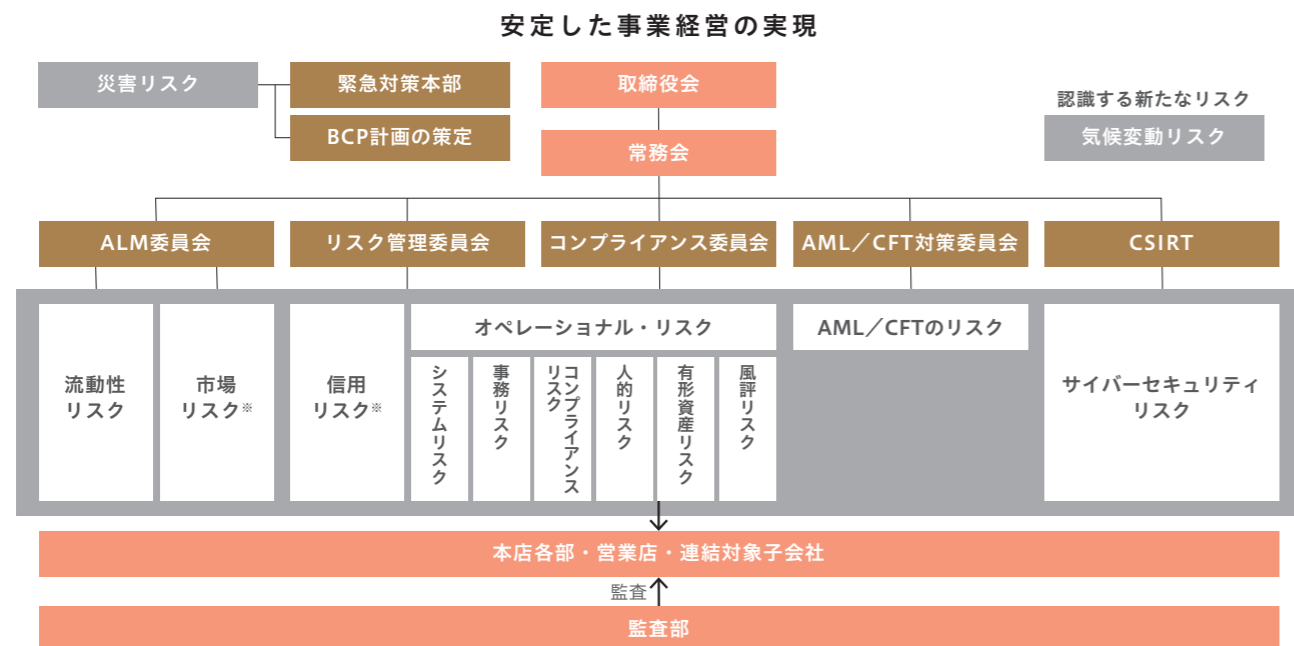 安定した事業経営の実現
災害リスク
緊急対策本部
BCP計画の策定
取締役会
常務会
認識する新たなリスク
気候変動リスク
ALM委員会
リスク管理委員会
コンプライアンス委員会
AML／CFT対策委員会
CSIRT
流動性
リスク
市場
リスク※
信用
リスク※
オペレーショナル・リスク
システムリスク
事務リスク
コンプライアンス
リスク
人的リスク
有形資産リスク
風評リスク
AML／CFTのリスク
サイバーセキュリティ
リスク
本店各部・営業店・連結対象子会社
監査
監査部